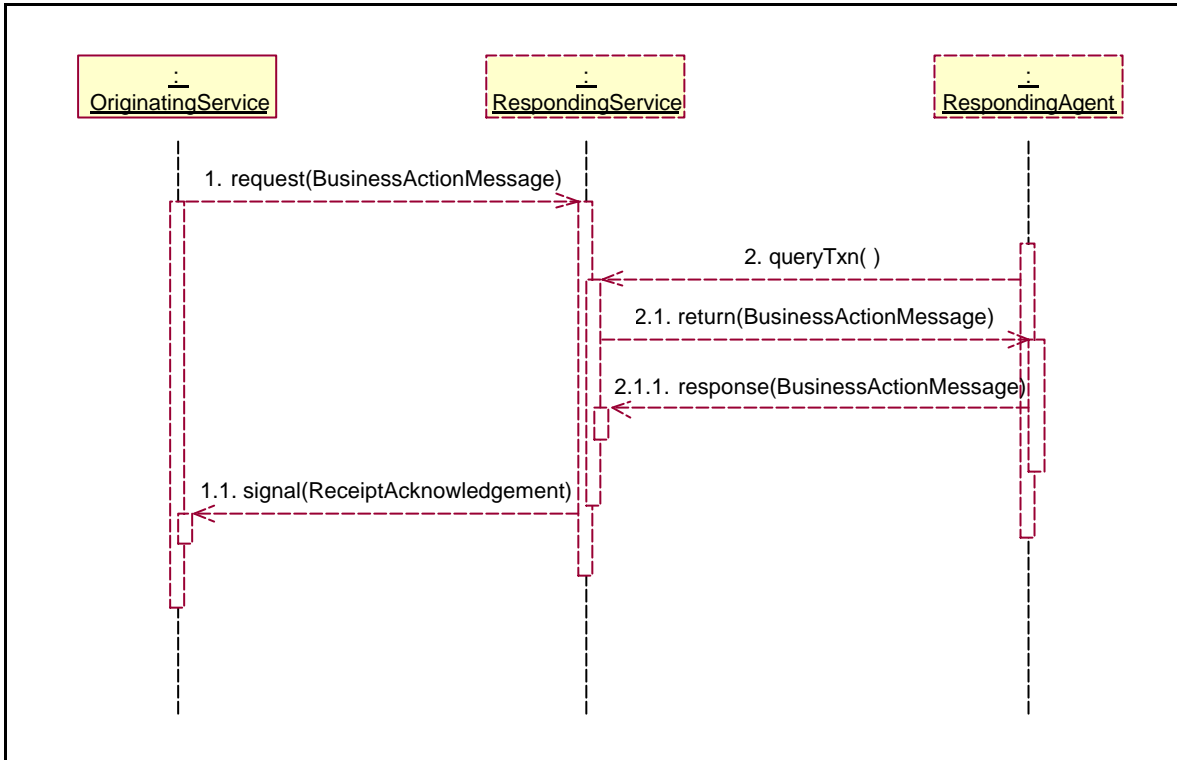 :
OriginatingService
:
RespondingService
:
RespondingAgent
1. request(BusinessActionMessage)
2. queryTxn( )
2.1. return(BusinessActionMessage)
2.1.1. response(BusinessActionMessage)
1.1. signal(ReceiptAcknowledgement)